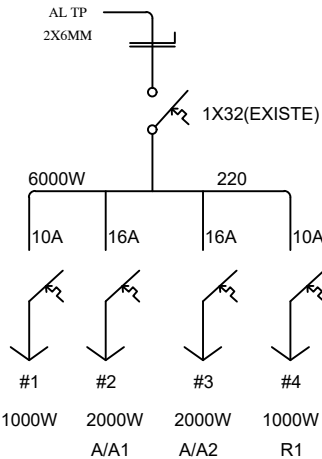 AL TP
2X6MM
1X32(EXISTE)
6000W 220
10A 16A 16A 10A
#1 #2 #3 #4
1000W 2000W 2000W 1000W
A/A1 A/A2 R1